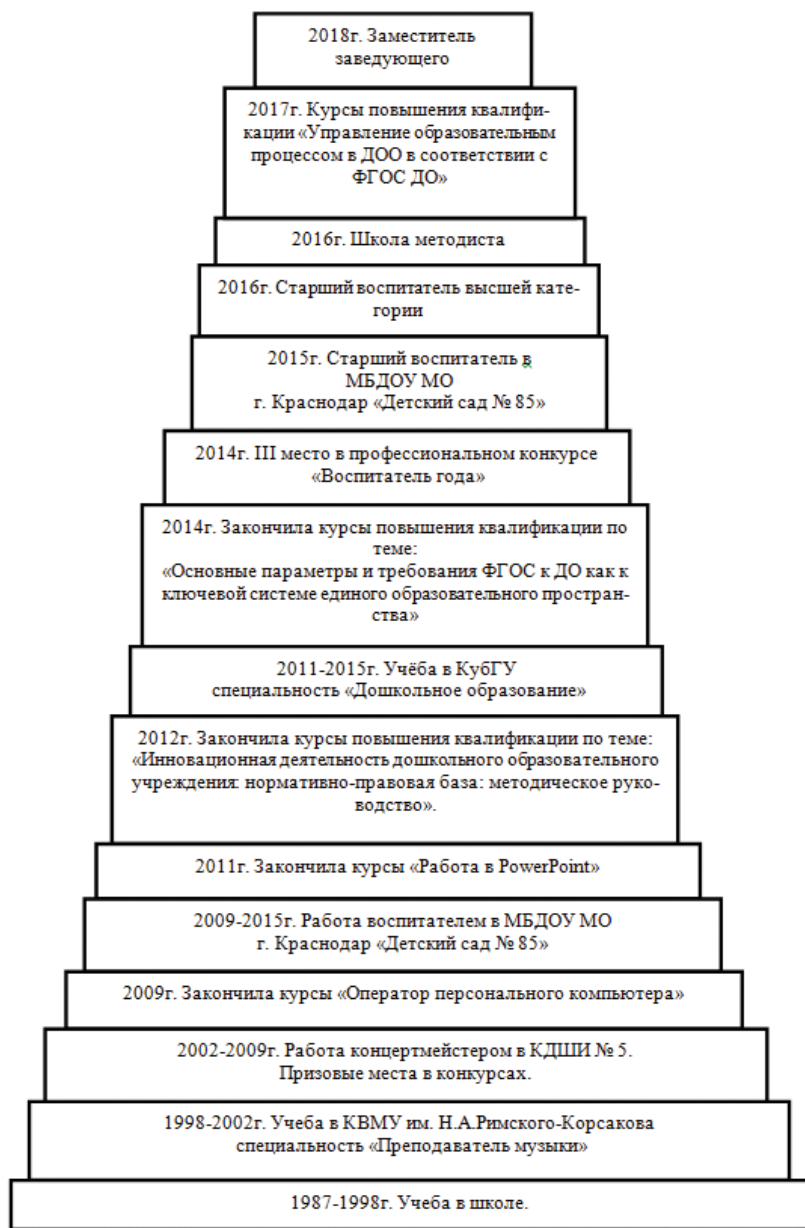 2018г. Заместитель
заведующего
2017г. Курсы повышения квалифи-
кации «Управление образовательным
процессом в ДОО в соответствии с
ФГОС ДО»
2016г. Школа методиста
2016г. Старший воспитатель высшей кате-
гории
2015г. Старший воспитатель в
МБДОУ МО
г. Краснодар «Детский сад № 85»
2014г. III место в профессиональном конкурсе
«Воспитатель года»
2014г. Закончила курсы повышения квалификации по
теме:
«Основные параметры и требования ФГОС к ДО как к
ключевой системе единого образовательного простран-
ства»
2011-2015г. Учёба в КубГУ
специальность «Дошкольное образование»
2012г. Закончила курсы повышения квалификации по теме:
«Инновационная деятельность дошкольного образовательного
учреждения: нормативно-правовая база: методическое руко-
водство».
2011г. Закончила курсы «Работа в PowerPoint»
2009-2015г. Работа воспитателем в МБДОУ МО
г. Краснодар «Детский сад № 85»
2009г. Закончила курсы «Оператор персонального компьютера»
2002-2009г. Работа концертмейстером в КДШИ № 5.
Призовые места в конкурсах.
1998-2002г. Учеба в КВМУ им. Н.А.Римского-Корсакова
специальность «Преподаватель музыки»
1987-1998г. Учеба в школе.